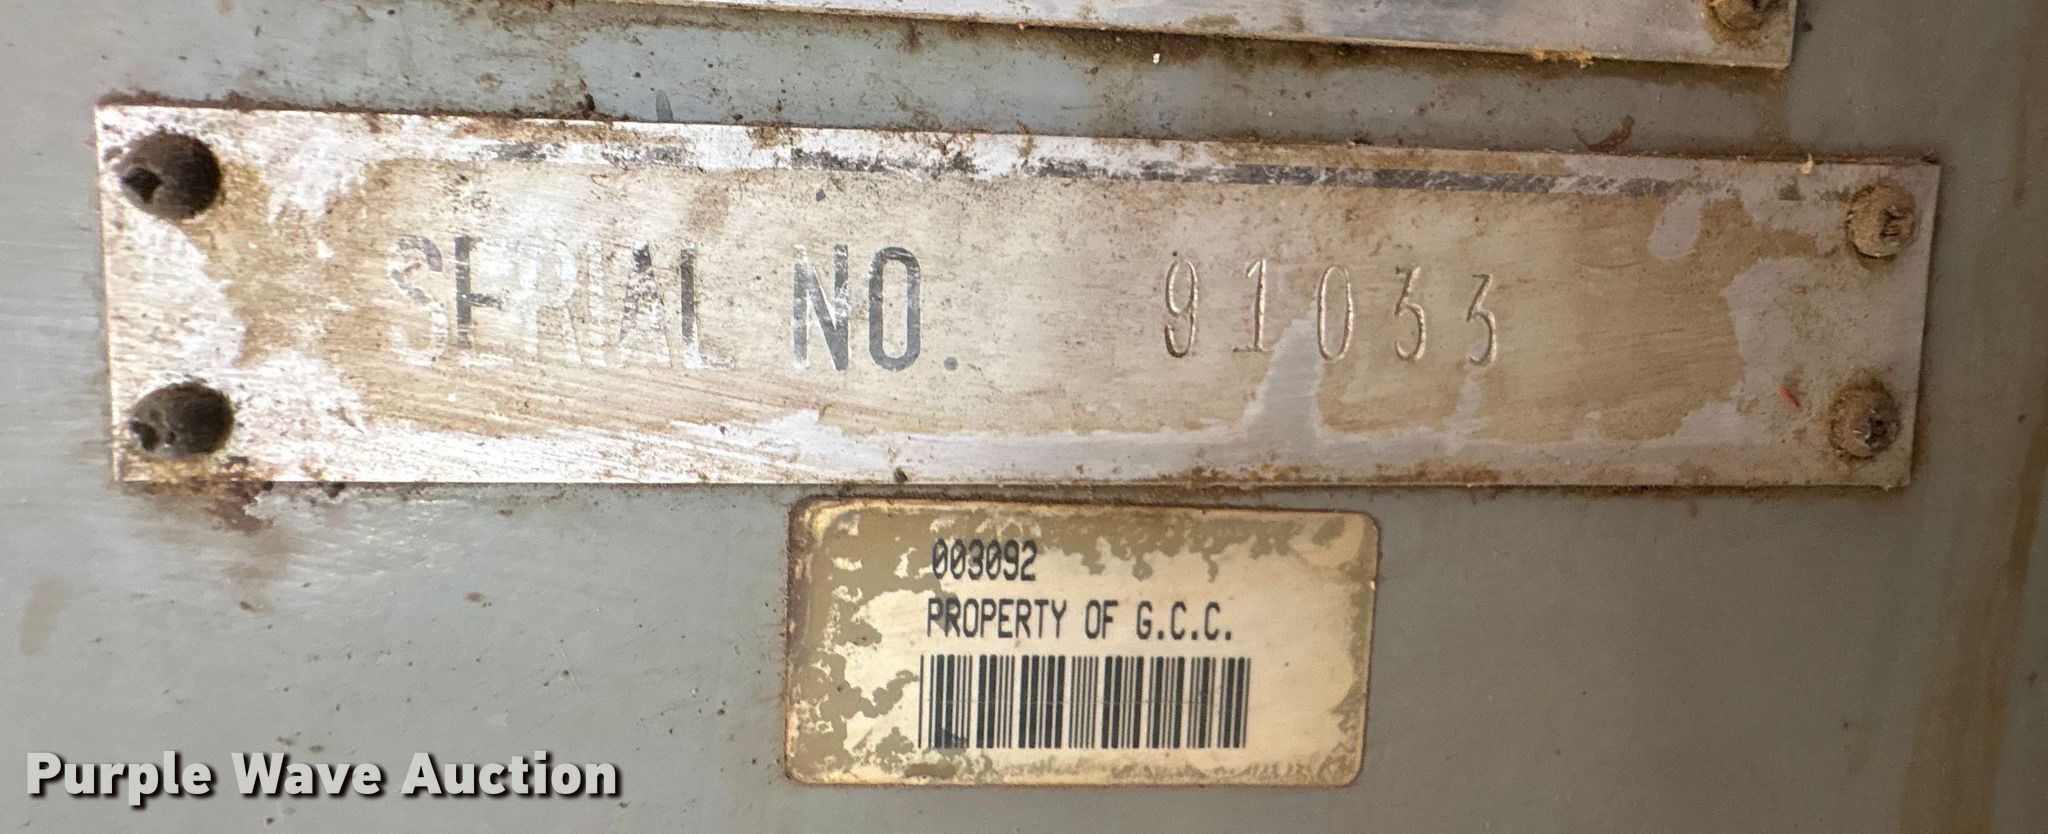 SERIAL NO. 91033
003092
PROPERTY OF G.C.C.
Purple Wave Auction